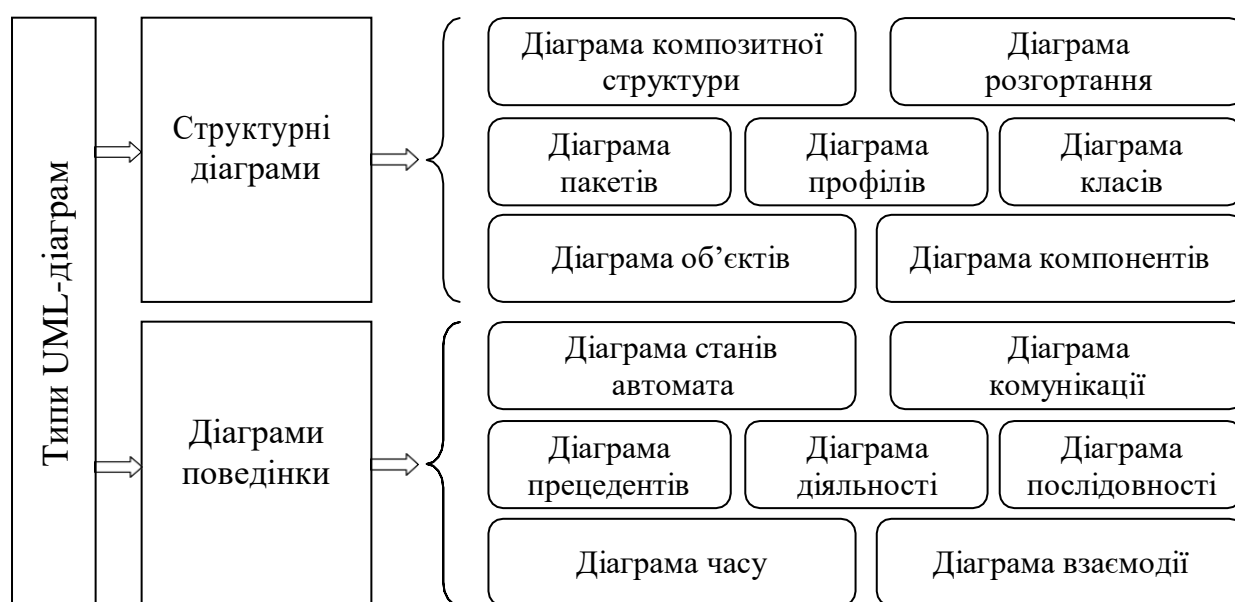 Типи UML-діаграм
Структурні
діаграми
Діаграма композитної
структури
Діаграма
розгортання
Діаграма
пакетів
Діаграма
профілів
Діаграма
класів
Діаграма об’єктів
Діаграма компонентів
Діаграми
поведінки
Діаграма станів
автомата
Діаграма
комунікації
Діаграма
прецедентів
Діаграма
діяльності
Діаграма
послідовності
Діаграма часу
Діаграма взаємодії